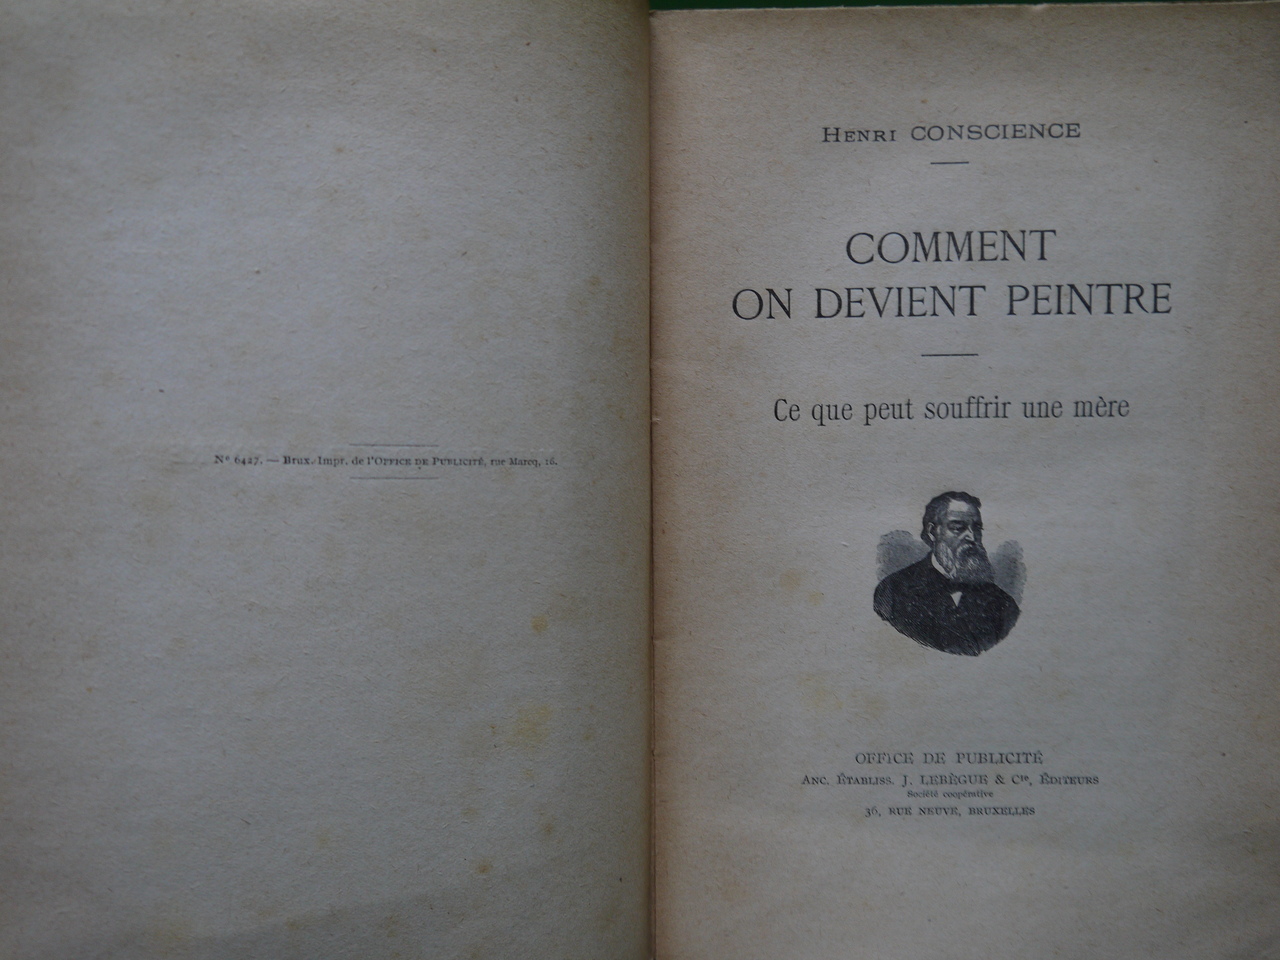 N° 6427. — Brux. Impr. de l'OFFICE DE PUBLICITÉ, rue Marcq, 16.
HENRI CONSCIENCE
COMMENT
ON DEVIENT PEINTRE
Ce que peut souffrir une mère
OFFICE DE PUBLICITÉ
ANC. ÉTABLISS. J. LEBÈGUE & Cie, ÉDITEURS
Société coopérative
36, RUE NEUVE, BRUXELLES